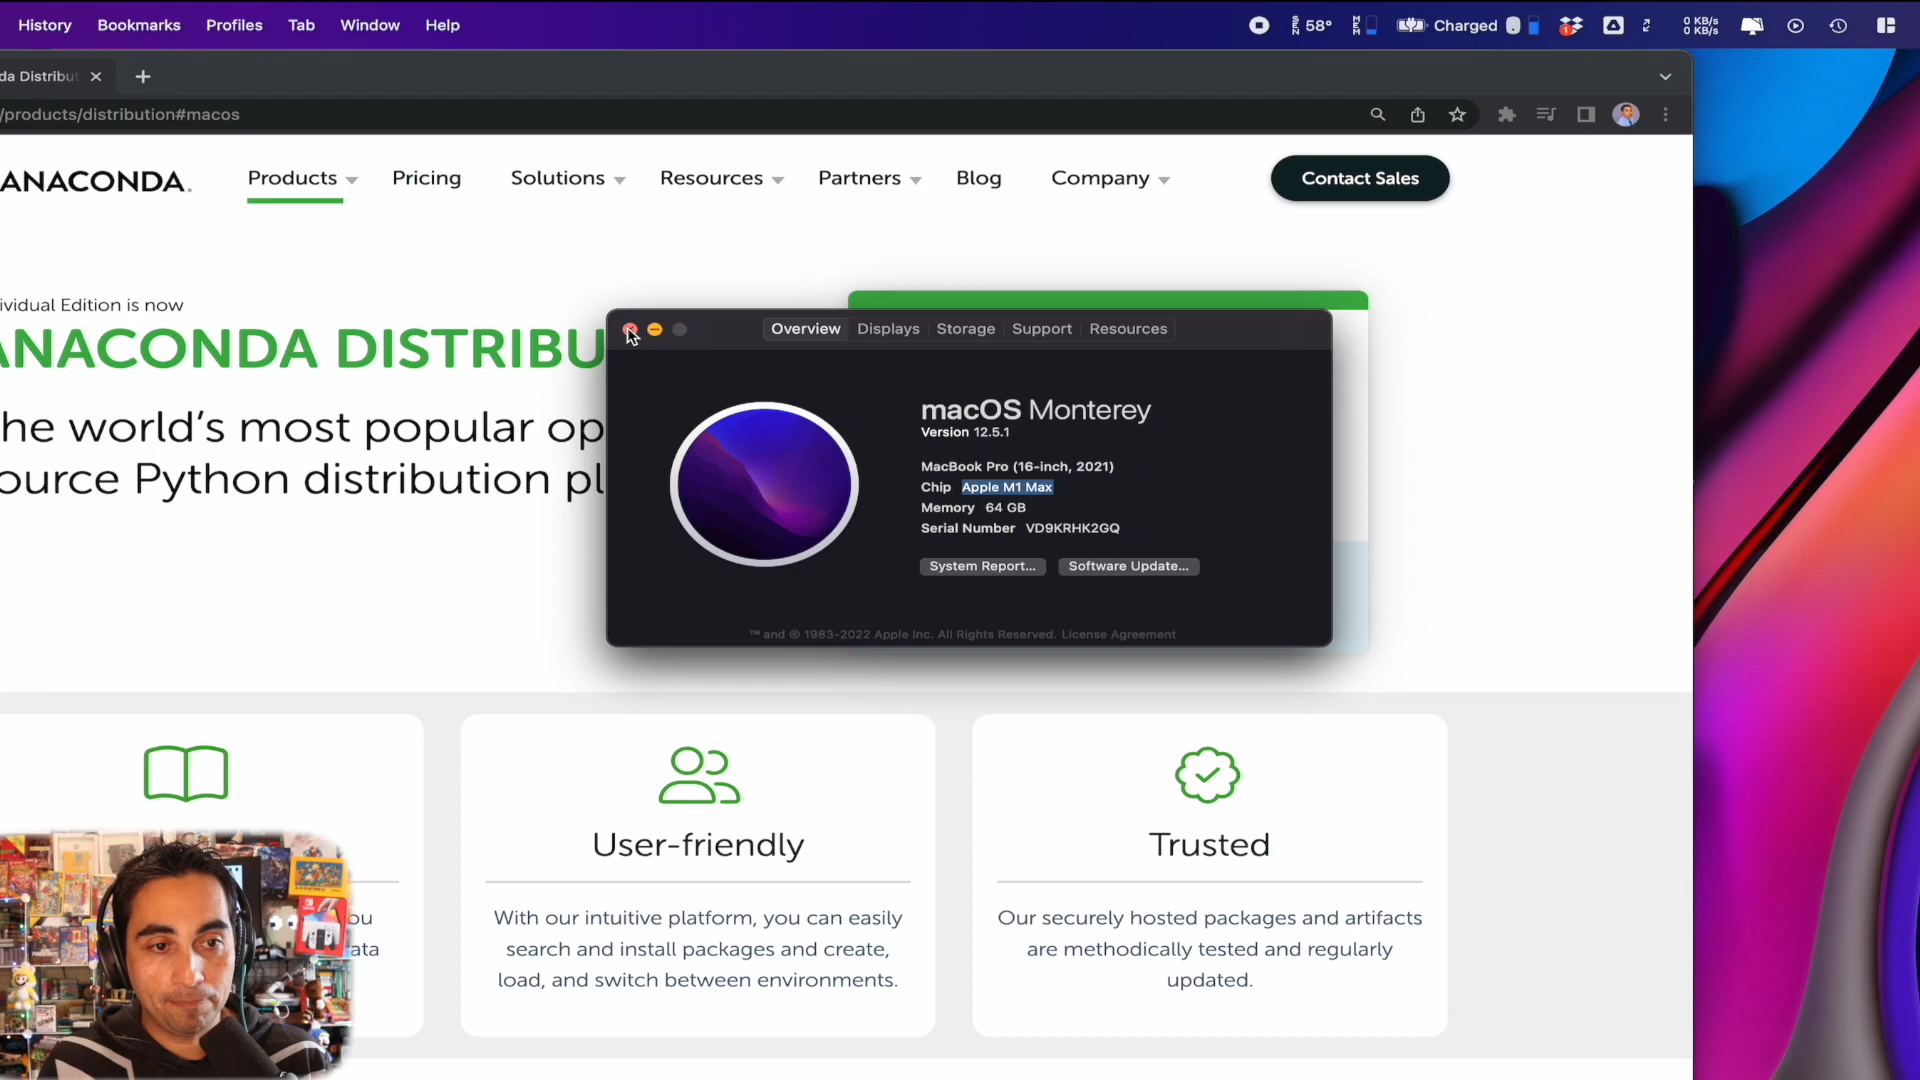 History Bookmarks Profiles Tab Window Help
SEN 58° MEM Charged 1 0 KB/s 0 KB/s
da Distribut
/products/distribution#macos
ANACONDA. Products Pricing Solutions Resources Partners Blog Company Contact Sales
ividual Edition is now
ANACONDA DISTRIBU
he world's most popular op
ource Python distribution pl
Overview Displays Storage Support Resources
macOS Monterey
Version 12.5.1
MacBook Pro (16-inch, 2021)
Chip Apple M1 Max
Memory 64 GB
Serial Number VD9KRHK2GQ
System Report... Software Update...
™ and © 1983-2022 Apple Inc. All Rights Reserved. License Agreement
ou
ata
User-friendly
With our intuitive platform, you can easily
search and install packages and create,
load, and switch between environments.
Trusted
Our securely hosted packages and artifacts
are methodically tested and regularly
updated.